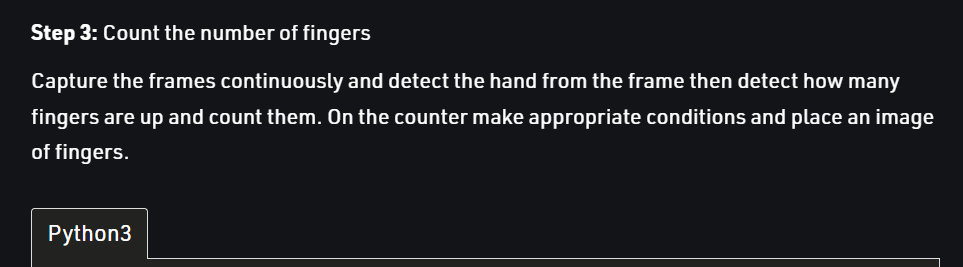 Step 3: Count the number of fingers
Capture the frames continuously and detect the hand from the frame then detect how many
fingers are up and count them. On the counter make appropriate conditions and place an image
of fingers.
Python3